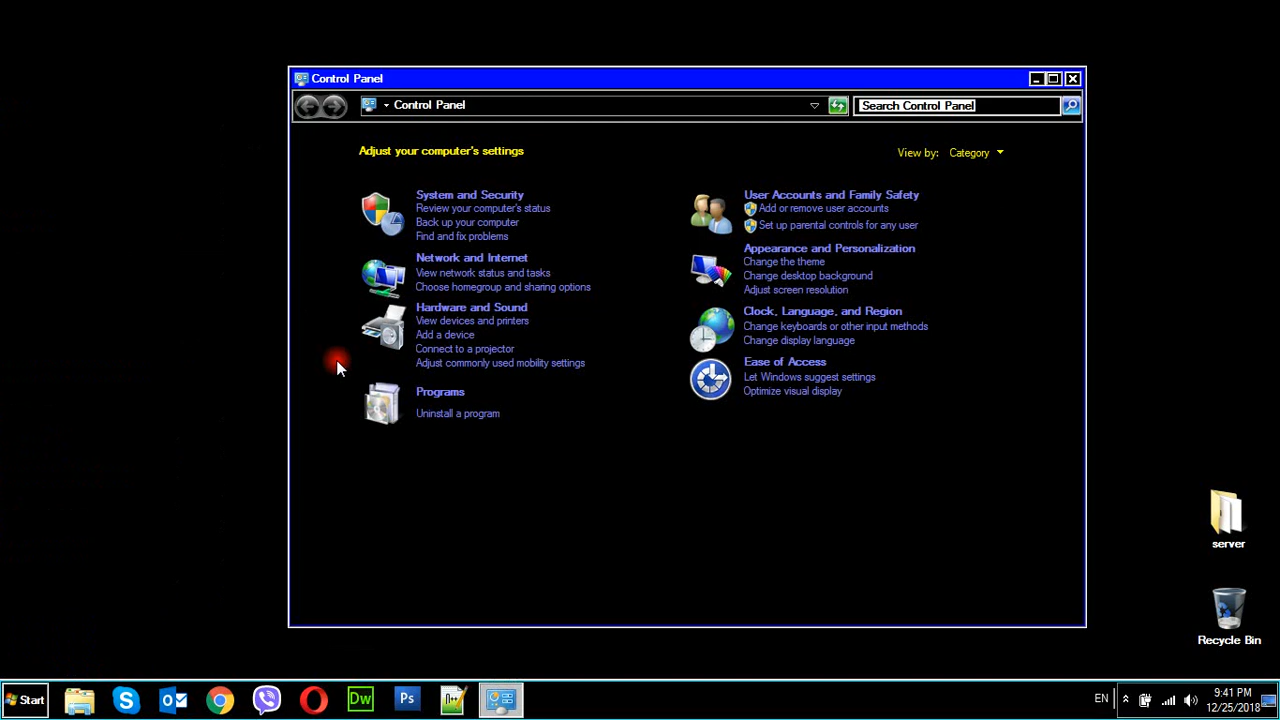 Control Panel
Control Panel
Search Control Panel
Adjust your computer's settings
View by: Category
System and Security
Review your computer's status
Back up your computer
Find and fix problems
Network and Internet
View network status and tasks
Choose homegroup and sharing options
Hardware and Sound
View devices and printers
Add a device
Connect to a projector
Adjust commonly used mobility settings
Programs
Uninstall a program
User Accounts and Family Safety
Add or remove user accounts
Set up parental controls for any user
Appearance and Personalization
Change the theme
Change desktop background
Adjust screen resolution
Clock, Language, and Region
Change keyboards or other input methods
Change display language
Ease of Access
Let Windows suggest settings
Optimize visual display
server
Recycle Bin
Start
Dw
Ps
EN
9:41 PM
12/25/2018